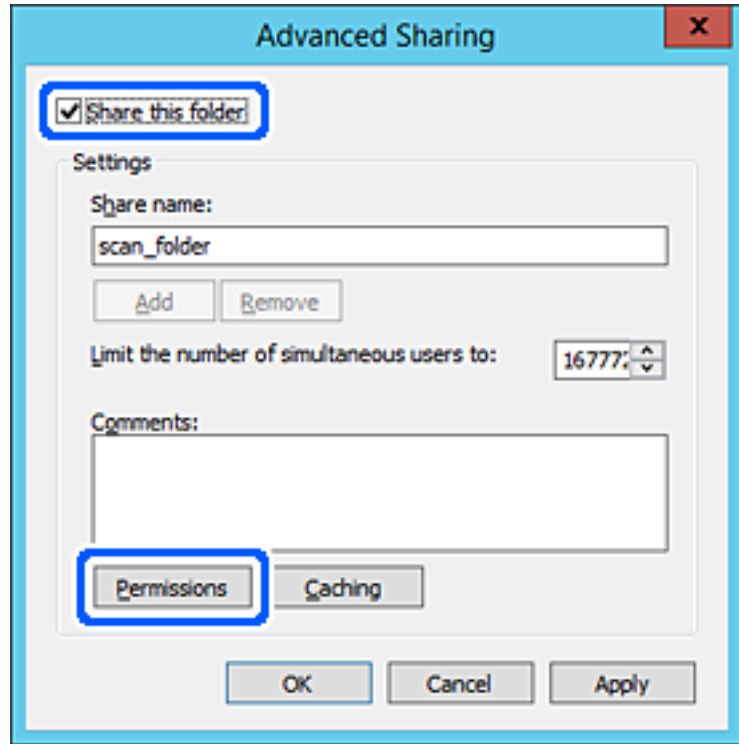 Advanced Sharing
x
Share this folder
Settings
Share name:
scan_folder
Add Remove
Limit the number of simultaneous users to:
Comments:
Permissions Caching
OK Cancel Apply